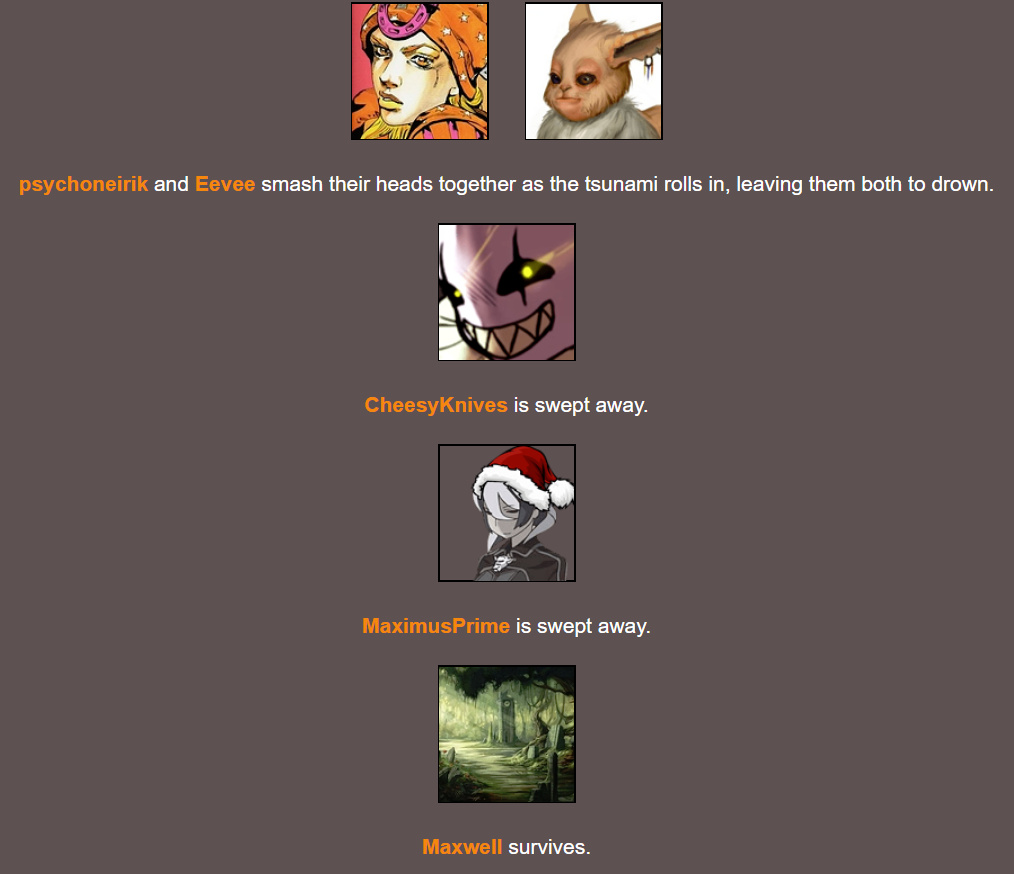 psychoneirik and Eevee smash their heads together as the tsunami rolls in, leaving them both to drown.
CheesyKnives is swept away.
MaximusPrime is swept away.
Maxwell survives.